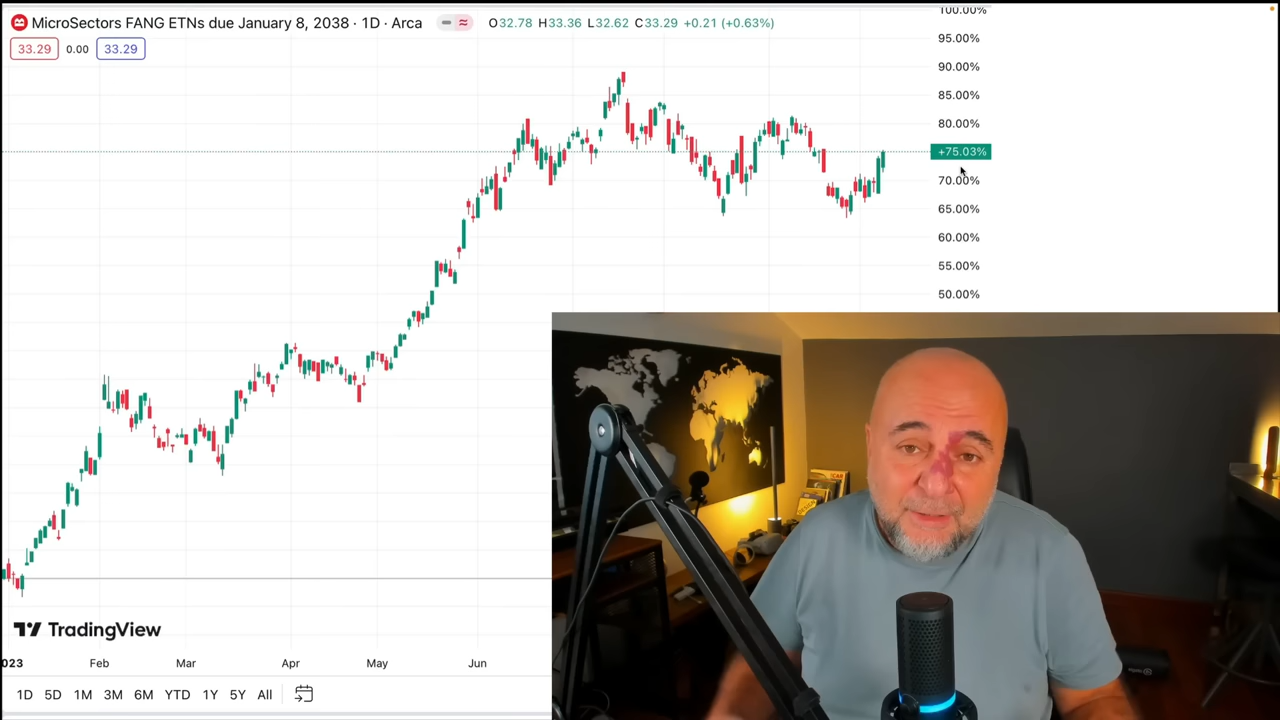 MicroSectors FANG ETNs due January 8, 2038 · 1D · Arca O32.78 H33.36 L32.62 C33.29 +0.21 (+0.63%)
33.29 0.00 33.29
100.00%
95.00%
90.00%
85.00%
80.00%
+75.03%
70.00%
65.00%
60.00%
55.00%
50.00%
TradingView
023 Feb Mar Apr May Jun
1D 5D 1M 3M 6M YTD 1Y 5Y All